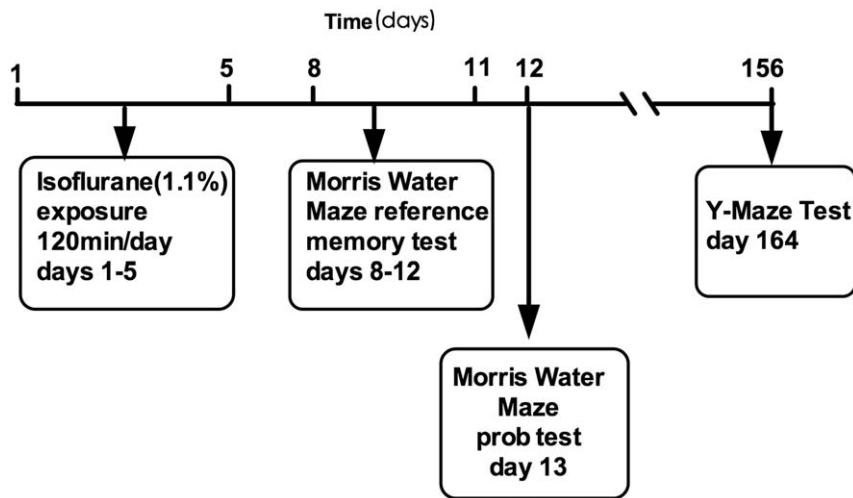 Time(days)
1 5 8 11 12 156
Isoflurane(1.1%)
exposure
120min/day
days 1-5
Morris Water
Maze reference
memory test
days 8-12
Y-Maze Test
day 164
Morris Water
Maze
prob test
day 13